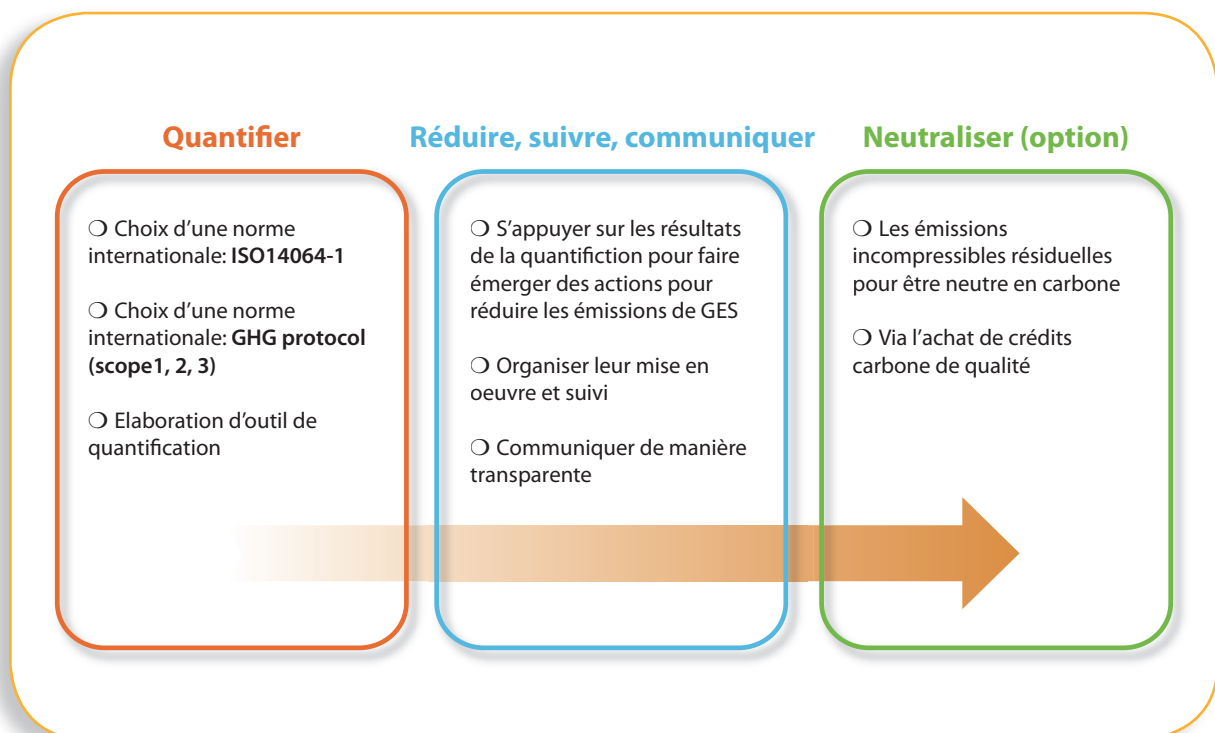 Quantifier
❍ Choix d'une norme
internationale: ISO14064-1
❍ Choix d'une norme
internationale: GHG protocol
(scope1, 2, 3)
❍ Elaboration d'outil de
quantification
Réduire, suivre, communiquer
❍ S'appuyer sur les résultats
de la quantifiction pour faire
émerger des actions pour
réduire les émissions de GES
❍ Organiser leur mise en
oeuvre et suivi
❍ Communiquer de manière
transparente
Neutraliser (option)
❍ Les émissions
incompressibles résiduelles
pour être neutre en carbone
❍ Via l'achat de crédits
carbone de qualité